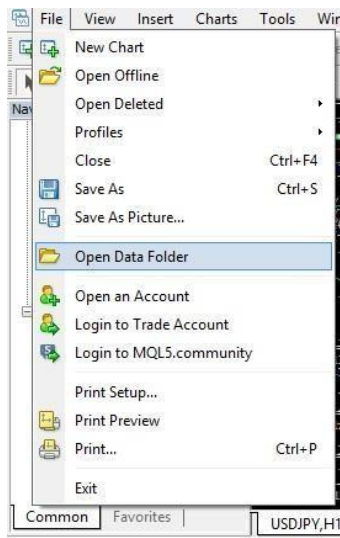 File View Insert Charts Tools
Nav
New Chart
Open Offline
Open Deleted
Profiles
Close Ctrl+F4
Save As Ctrl+S
Save As Picture...
Open Data Folder
Open an Account
Login to Trade Account
Login to MQL5.community
Print Setup...
Print Preview
Print... Ctrl+P
Exit
Common Favorites
USDJPY,H1